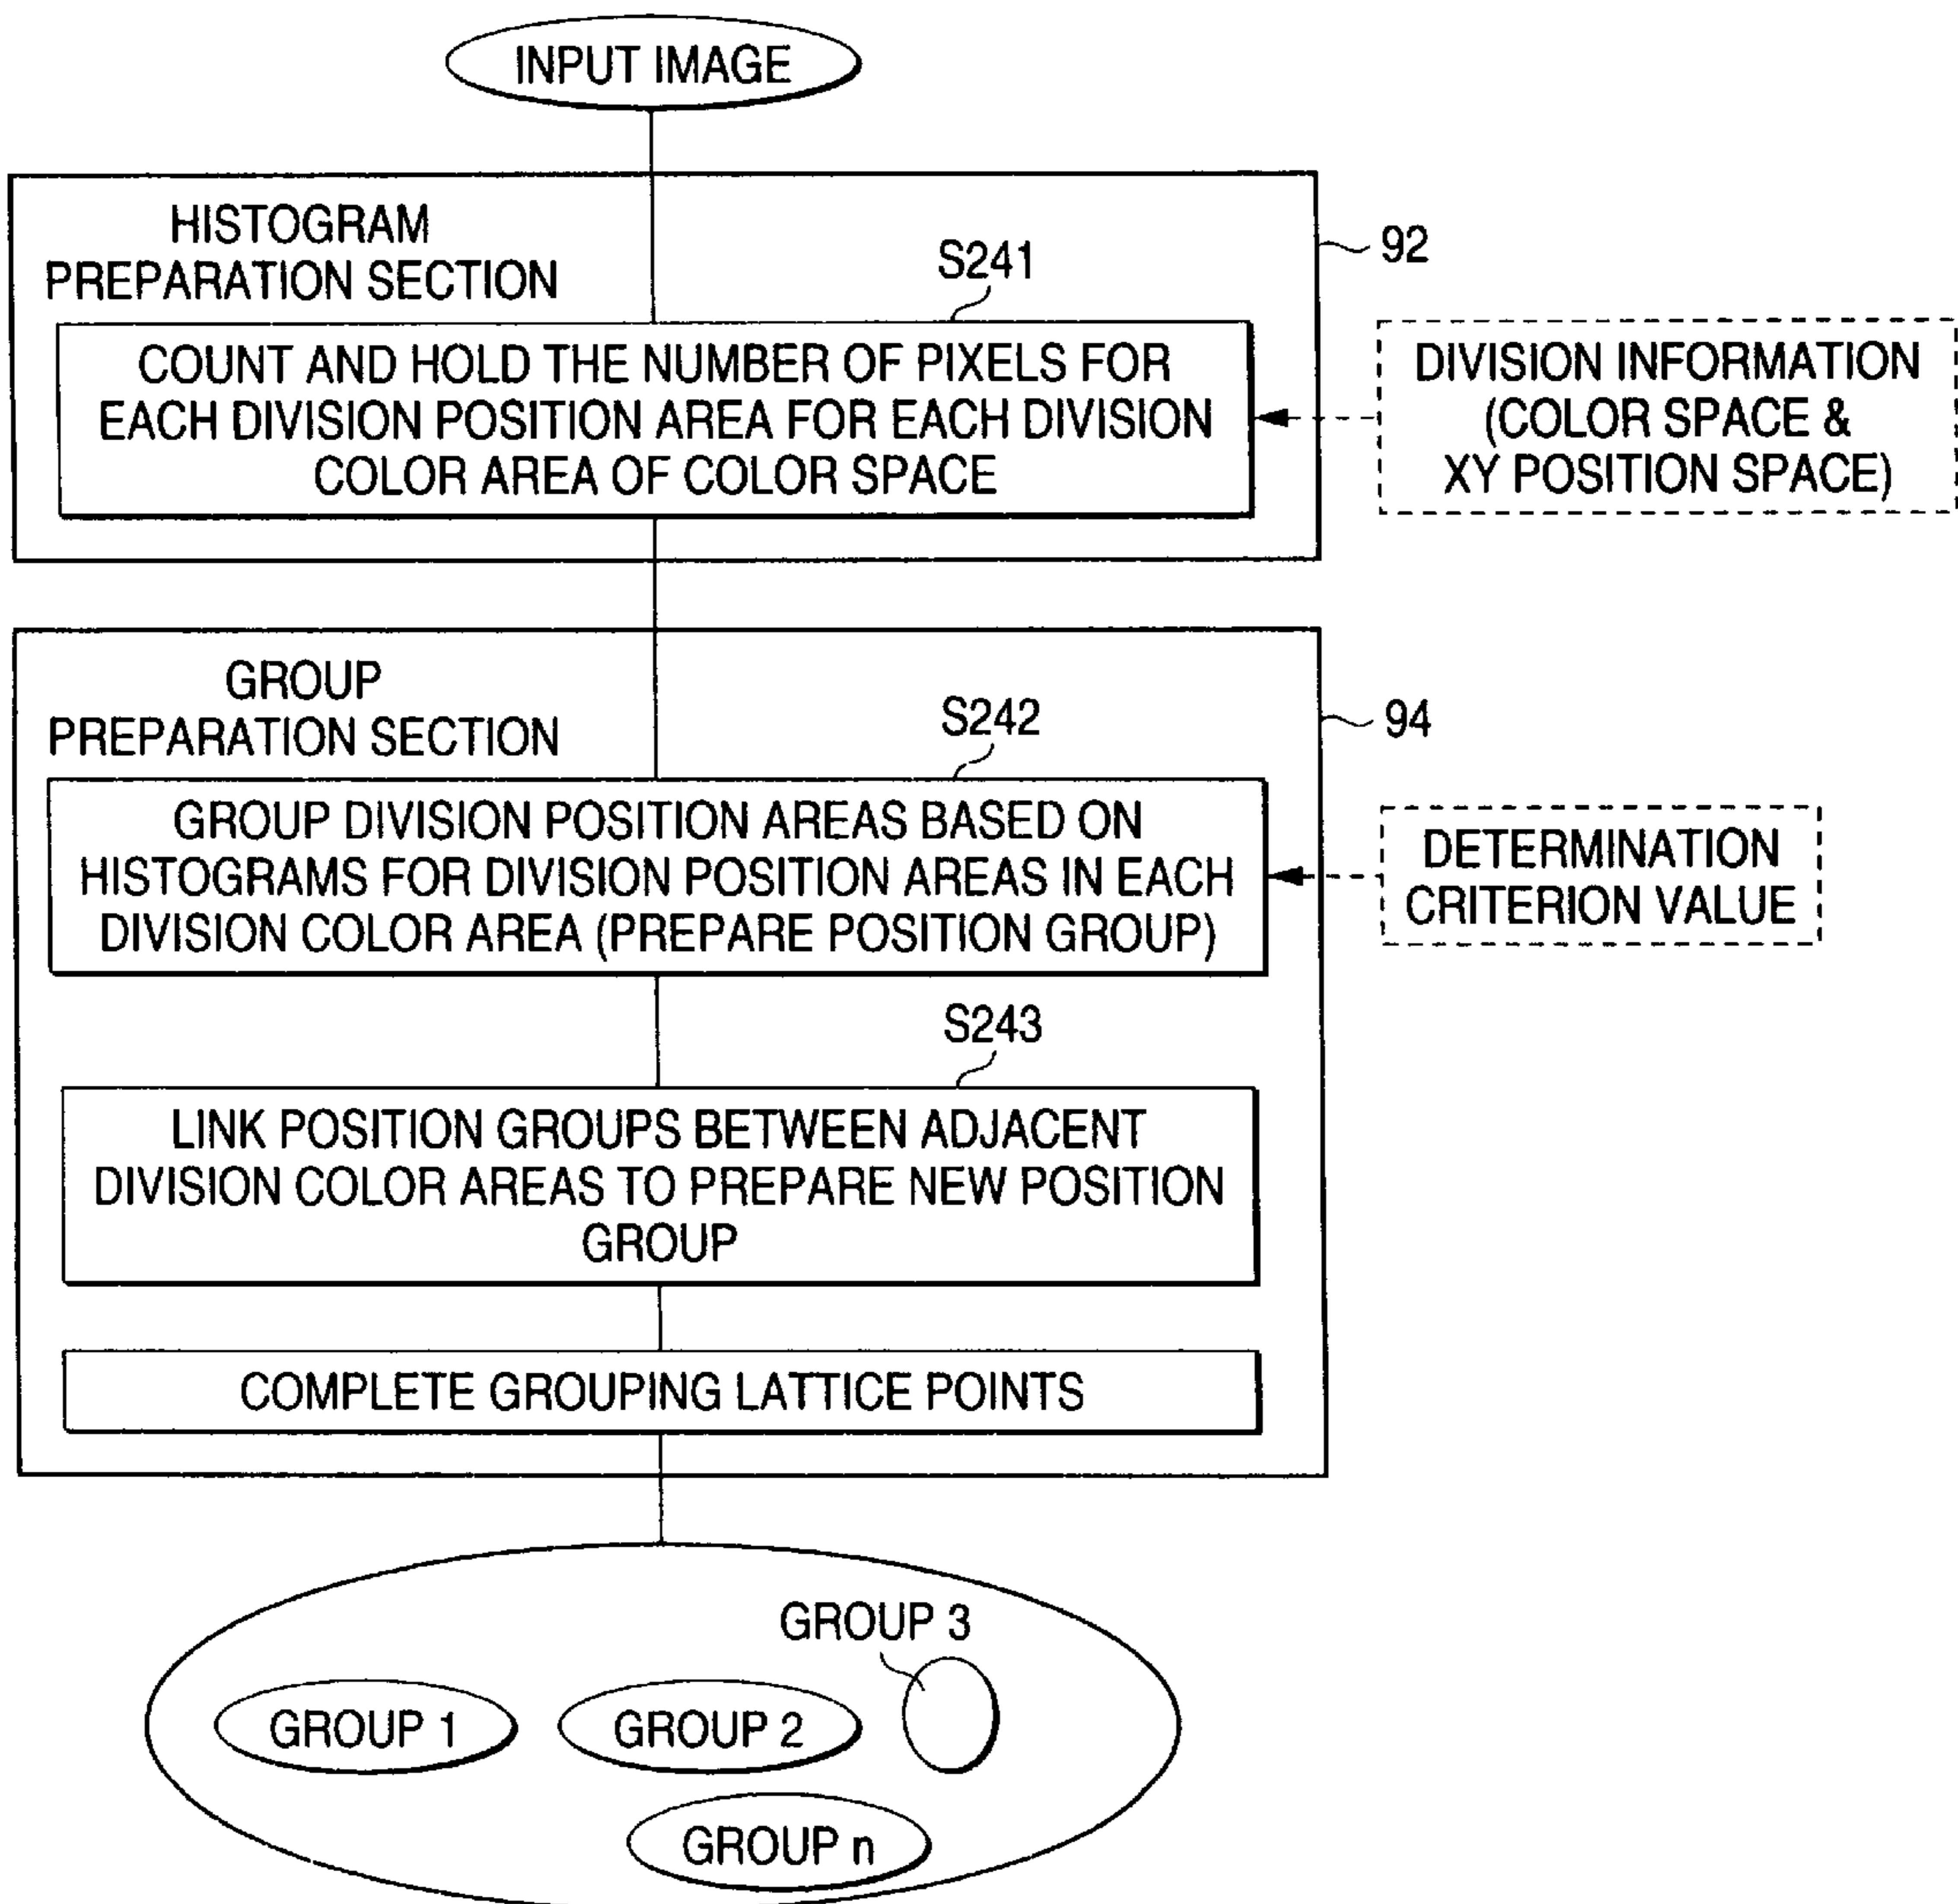 INPUT IMAGE
HISTOGRAM
PREPARATION SECTION
S241
92
COUNT AND HOLD THE NUMBER OF PIXELS FOR
EACH DIVISION POSITION AREA FOR EACH DIVISION
COLOR AREA OF COLOR SPACE
DIVISION INFORMATION
(COLOR SPACE &
XY POSITION SPACE)
GROUP
PREPARATION SECTION
S242
94
GROUP DIVISION POSITION AREAS BASED ON
HISTOGRAMS FOR DIVISION POSITION AREAS IN EACH
DIVISION COLOR AREA (PREPARE POSITION GROUP)
DETERMINATION
CRITERION VALUE
S243
LINK POSITION GROUPS BETWEEN ADJACENT
DIVISION COLOR AREAS TO PREPARE NEW POSITION
GROUP
COMPLETE GROUPING LATTICE POINTS
GROUP 3
GROUP 1
GROUP 2
GROUP n